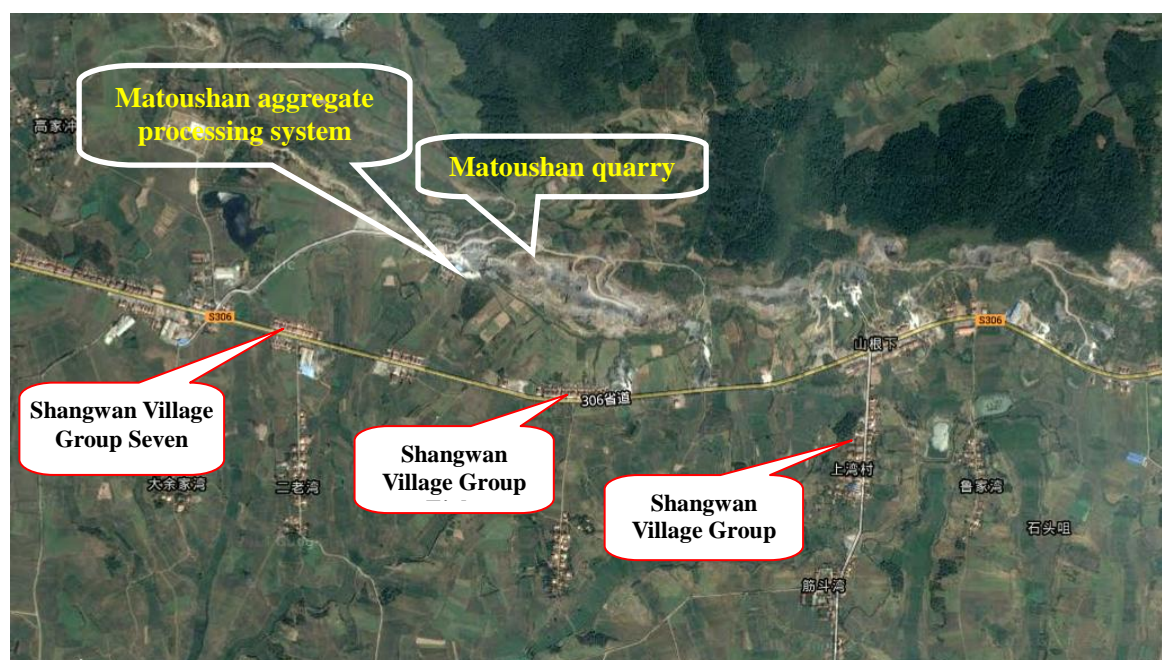 Matoushan aggregate
processing system
Matoushan quarry
高家冲
S306
S306
山根下
306省道
Shangwan Village
Group Seven
Shangwan
Village Group
Shangwan
Village Group
大余家湾
二老湾
上湾村
鲁家湾
石头咀
筋斗湾